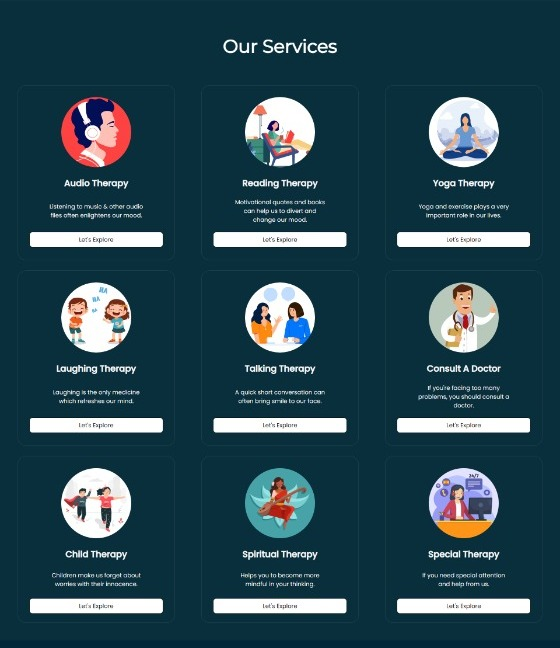 Our Services
Audio Therapy
Listening to music & other audio
files often enlightens our mood.
Let's Explore
Reading Therapy
Motivational quotes and books
can help us to divert and
change our mood.
Let's Explore
Yoga Therapy
Yoga and exercise plays a very
important role in our lives.
Let's Explore
HA
HA
HA
Laughing Therapy
Laughing is the only medicine
which refreshes our mind.
Let's Explore
Talking Therapy
A quick short conversation can
often bring smile to our face.
Let's Explore
Consult A Doctor
If you're facing too many
problems, you should consult a
doctor.
Let's Explore
Child Therapy
Children make us forget about
worries with their innocence.
Let's Explore
Spiritual Therapy
Helps you to become more
mindful in your thinking.
Let's Explore
24/7
Special Therapy
If you need special attention
and help from us.
Let's Explore